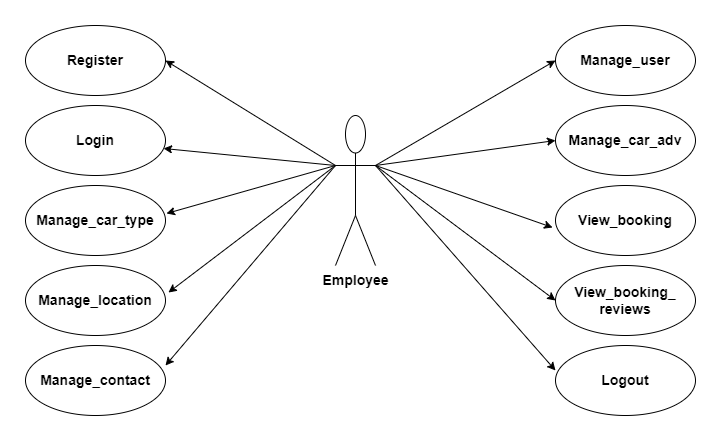 Register
Login
Manage_car_type
Manage_location
Manage_contact
Employee
Manage_user
Manage_car_adv
View_booking
View_booking_
reviews
Logout